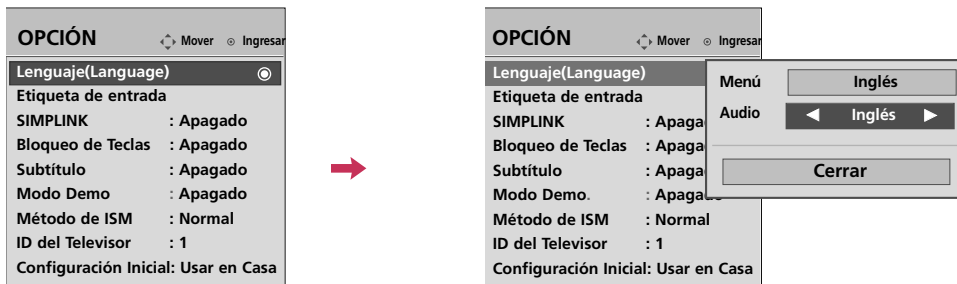 OPCIÓN Mover Ingresar
Lenguaje(Language)
Etiqueta de entrada
SIMPLINK : Apagado
Bloqueo de Teclas : Apagado
Subtítulo : Apagado
Modo Demo : Apagado
Método de ISM : Normal
ID del Televisor : 1
Configuración Inicial: Usar en Casa
OPCIÓN Mover Ingresar
Lenguaje(Language)
Etiqueta de entrada
SIMPLINK : Apaga
Bloqueo de Teclas : Apaga
Subtítulo : Apaga
Modo Demo. : Apaga
Método de ISM : Normal
ID del Televisor : 1
Configuración Inicial: Usar en Casa
Menú Inglés
Audio ◀ Inglés ▶
Cerrar